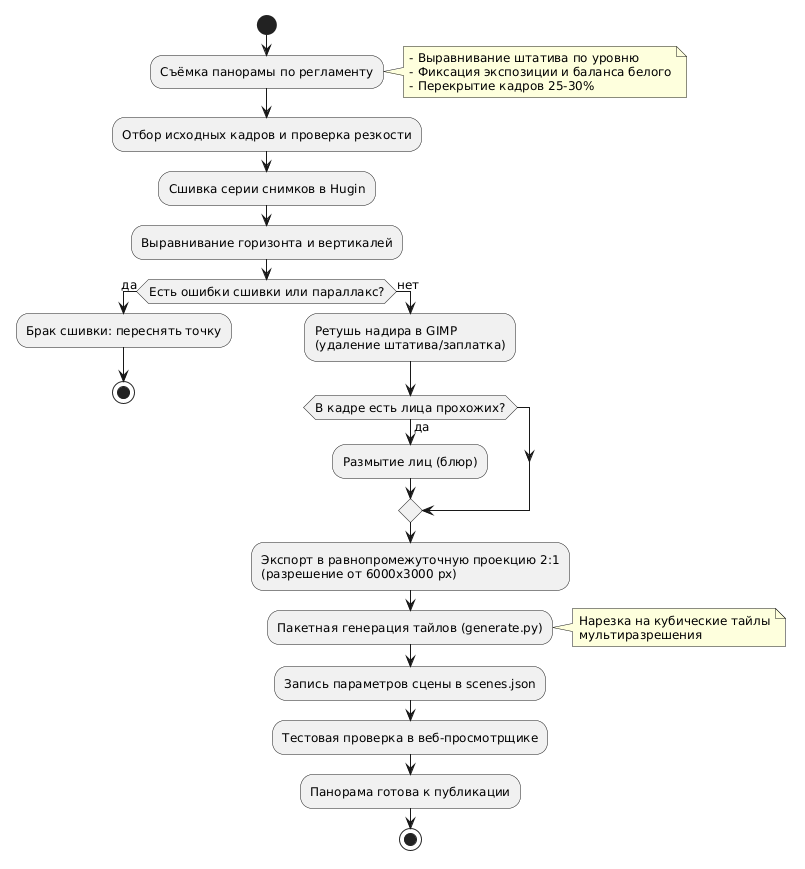 Съёмка панорамы по регламенту
- Выравнивание штатива по уровню
- Фиксация экспозиции и баланса белого
- Перекрытие кадров 25-30%
Отбор исходных кадров и проверка резкости
Сшивка серии снимков в Hugin
Выравнивание горизонта и вертикалей
да
Есть ошибки сшивки или параллакс?
нет
Брак сшивки: переснять точку
Ретушь надира в GIMP
(удаление штатива/заплатка)
В кадре есть лица прохожих?
да
Размытие лиц (блюр)
Экспорт в равнопромежуточную проекцию 2:1
(разрешение от 6000x3000 px)
Пакетная генерация тайлов (generate.py)
Нарезка на кубические тайлы
мультиразрешения
Запись параметров сцены в scenes.json
Тестовая проверка в веб-просмотрщике
Панорама готова к публикации